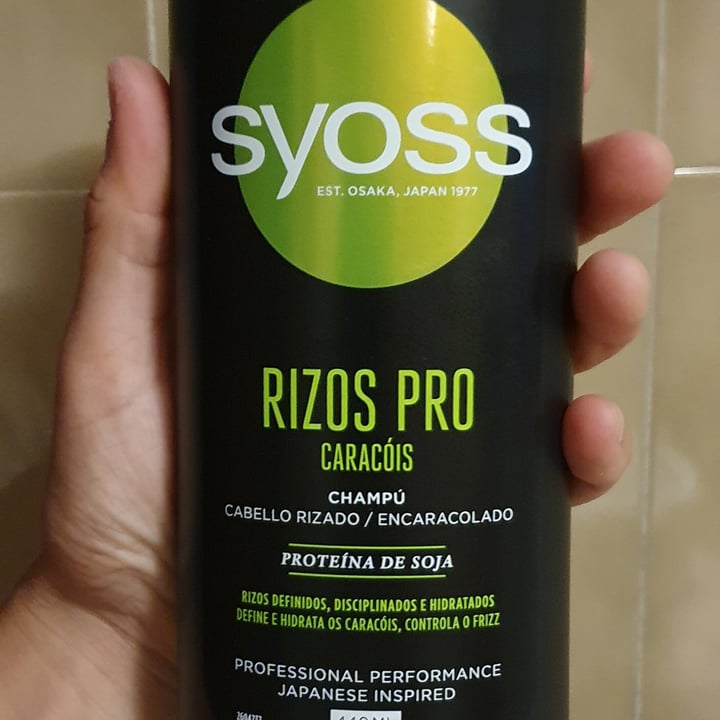 syoss
EST. OSAKA, JAPAN 1977
RIZOS PRO
CARACÓIS
CHAMPÚ
CABELLO RIZADO / ENCARACOLADO
PROTEÍNA DE SOJA
RIZOS DEFINIDOS, DISCIPLINADOS E HIDRATADOS
DEFINE E HIDRATA OS CARACÓIS, CONTROLA O FRIZZ
PROFESSIONAL PERFORMANCE
JAPANESE INSPIRED